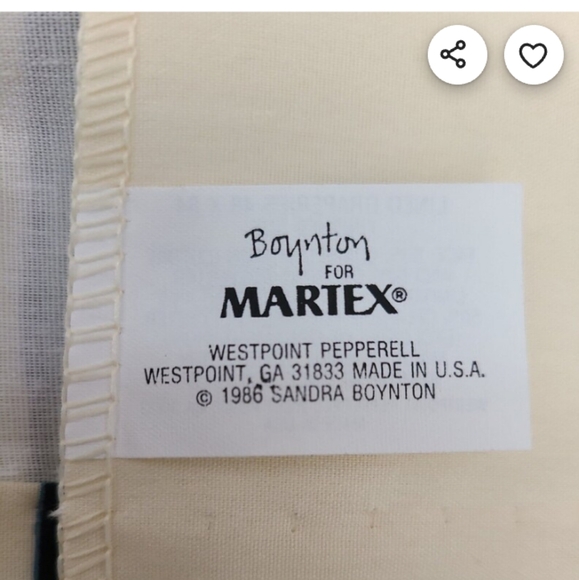 Boynton
FOR
MARTEX®
WESTPOINT PEPPERELL
WESTPOINT, GA 31833 MADE IN U.S.A.
© 1986 SANDRA BOYNTON